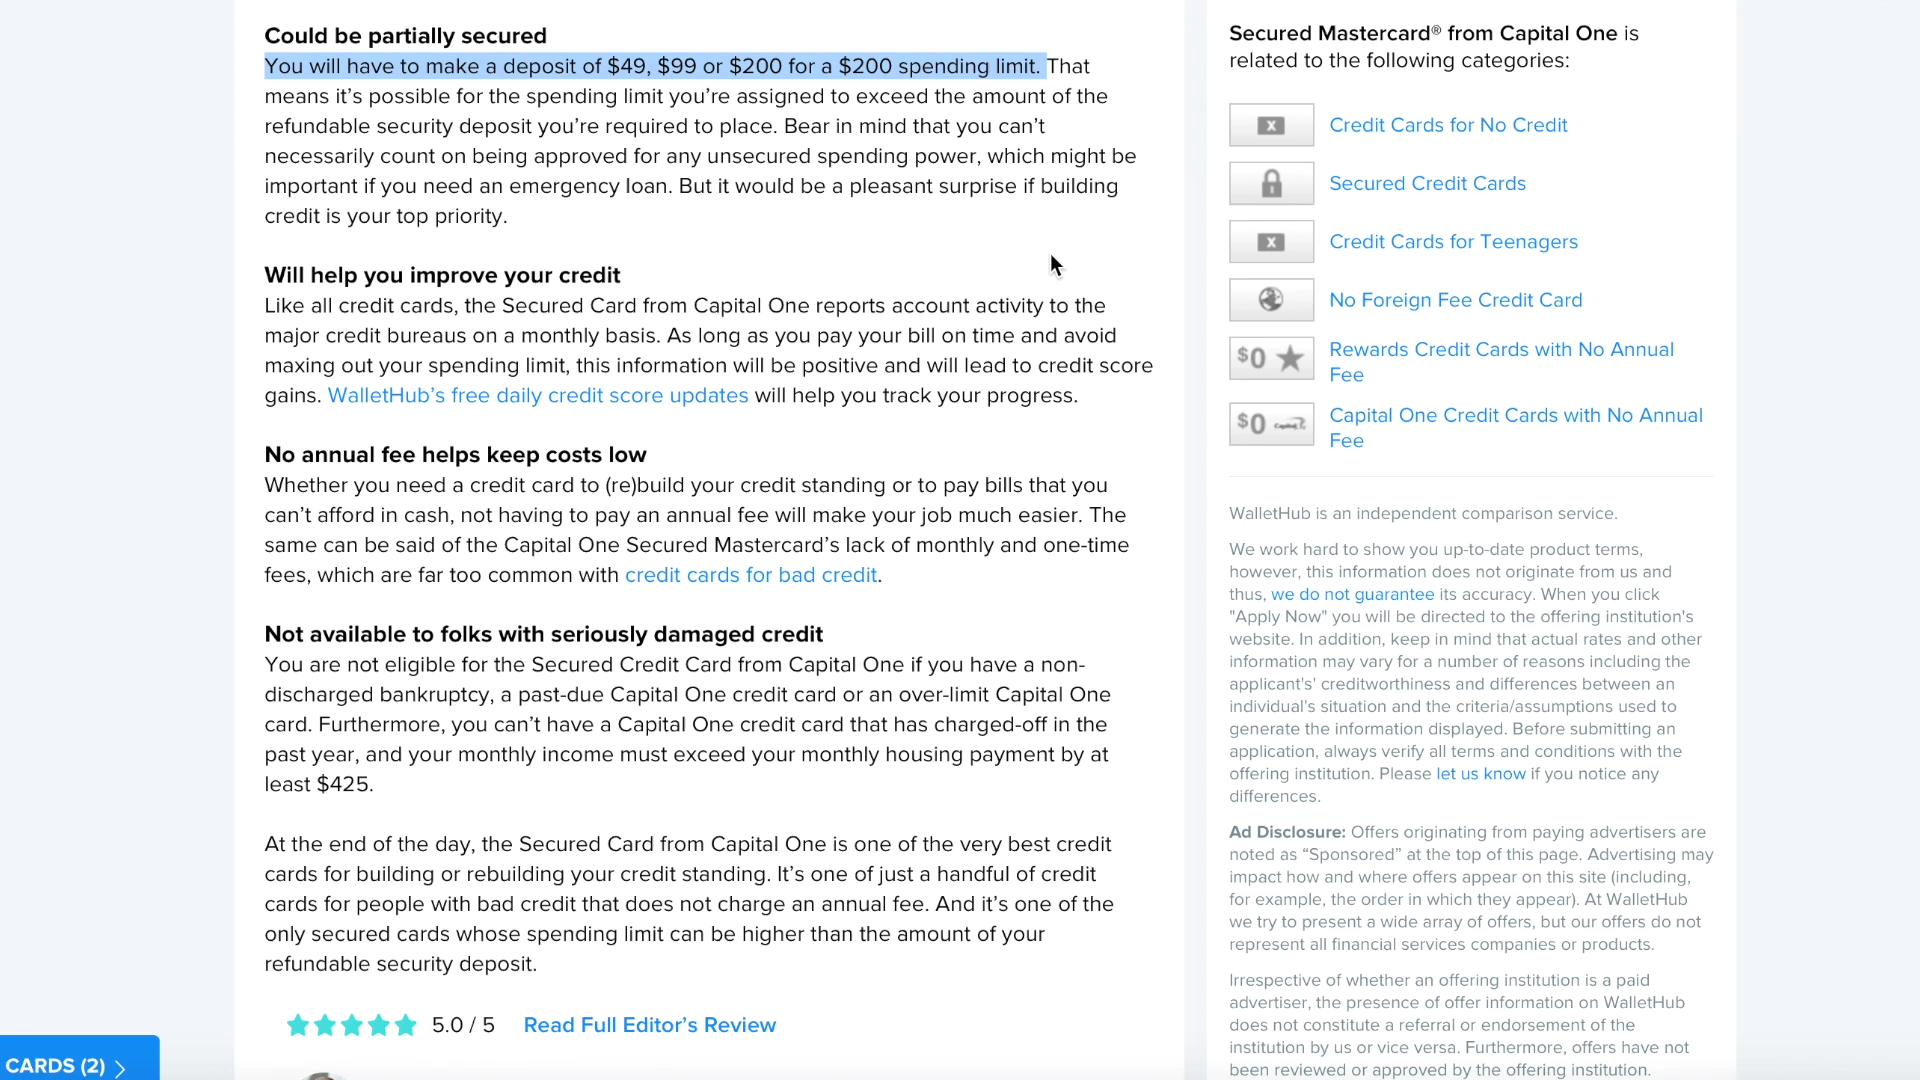 Could be partially secured
You will have to make a deposit of $49, $99 or $200 for a $200 spending limit. That
means it’s possible for the spending limit you’re assigned to exceed the amount of the
refundable security deposit you’re required to place. Bear in mind that you can’t
necessarily count on being approved for any unsecured spending power, which might be
important if you need an emergency loan. But it would be a pleasant surprise if building
credit is your top priority.
Will help you improve your credit
Like all credit cards, the Secured Card from Capital One reports account activity to the
major credit bureaus on a monthly basis. As long as you pay your bill on time and avoid
maxing out your spending limit, this information will be positive and will lead to credit score
gains. WalletHub’s free daily credit score updates will help you track your progress.
No annual fee helps keep costs low
Whether you need a credit card to (re)build your credit standing or to pay bills that you
can’t afford in cash, not having to pay an annual fee will make your job much easier. The
same can be said of the Capital One Secured Mastercard’s lack of monthly and one-time
fees, which are far too common with credit cards for bad credit.
Not available to folks with seriously damaged credit
You are not eligible for the Secured Credit Card from Capital One if you have a non-
discharged bankruptcy, a past-due Capital One credit card or an over-limit Capital One
card. Furthermore, you can’t have a Capital One credit card that has charged-off in the
past year, and your monthly income must exceed your monthly housing payment by at
least $425.
At the end of the day, the Secured Card from Capital One is one of the very best credit
cards for building or rebuilding your credit standing. It’s one of just a handful of credit
cards for people with bad credit that does not charge an annual fee. And it’s one of the
only secured cards whose spending limit can be higher than the amount of your
refundable security deposit.
5.0 / 5 Read Full Editor’s Review
CARDS (2)
Secured Mastercard® from Capital One is
related to the following categories:
X Credit Cards for No Credit
Secured Credit Cards
X Credit Cards for Teenagers
No Foreign Fee Credit Card
$0 Rewards Credit Cards with No Annual
Fee
$0 Capital One Credit Cards with No Annual
Fee
WalletHub is an independent comparison service.
We work hard to show you up-to-date product terms,
however, this information does not originate from us and
thus, we do not guarantee its accuracy. When you click
"Apply Now" you will be directed to the offering institution's
website. In addition, keep in mind that actual rates and other
information may vary for a number of reasons including the
applicant's' creditworthiness and differences between an
individual's situation and the criteria/assumptions used to
generate the information displayed. Before submitting an
application, always verify all terms and conditions with the
offering institution. Please let us know if you notice any
differences.
Ad Disclosure: Offers originating from paying advertisers are
noted as “Sponsored” at the top of this page. Advertising may
impact how and where offers appear on this site (including,
for example, the order in which they appear). At WalletHub
we try to present a wide array of offers, but our offers do not
represent all financial services companies or products.
Irrespective of whether an offering institution is a paid
advertiser, the presence of offer information on WalletHub
does not constitute a referral or endorsement of the
institution by us or vice versa. Furthermore, offers have not
been reviewed or approved by the offering institution.